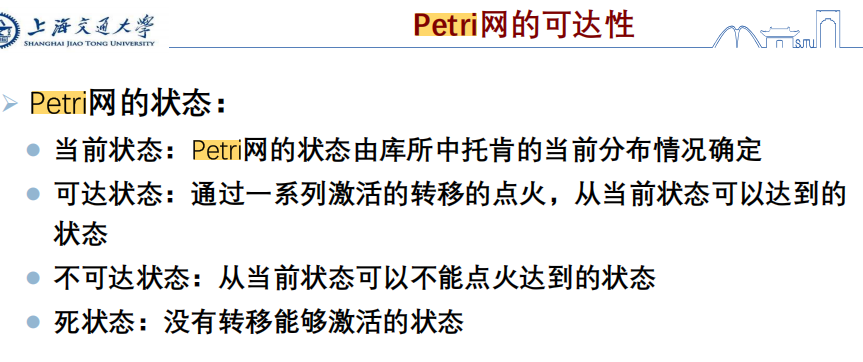 上海交通大学
SHANGHAI JIAO TONG UNIVERSITY
Petri网的可达性
SJTU
Petri网的状态：
当前状态：Petri网的状态由库所中托肯的当前分布情况确定
可达状态：通过一系列激活的转移的点火，从当前状态可以达到的
状态
不可达状态：从当前状态可以不能点火达到的状态
死状态：没有转移能够激活的状态